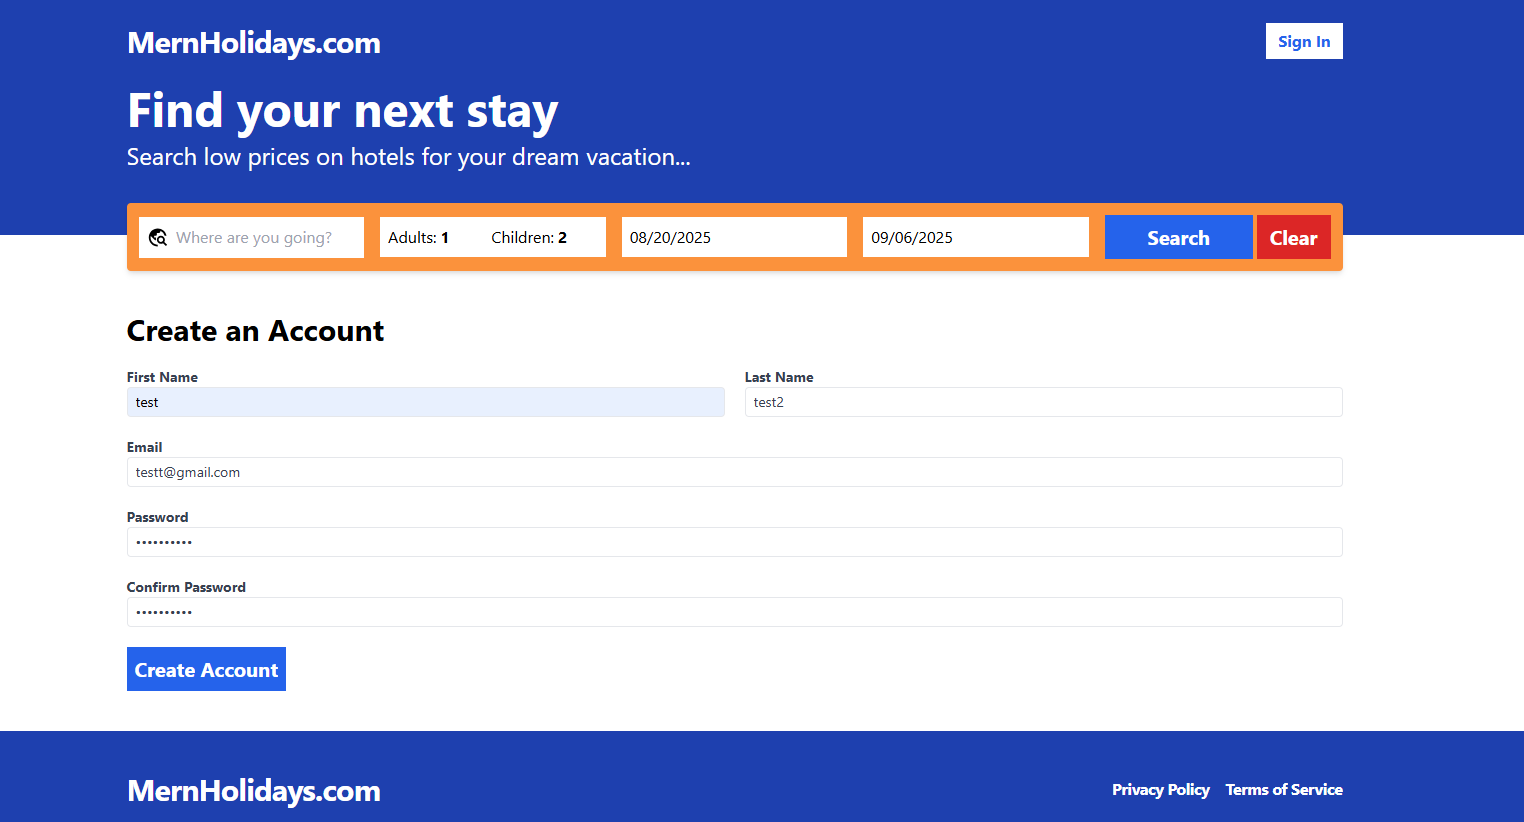 MernHolidays.com
Sign In
Find your next stay
Search low prices on hotels for your dream vacation...
Where are you going?
Adults: 1 Children: 2
08/20/2025
09/06/2025
Search
Clear
Create an Account
First Name
test
Last Name
test2
Email
testt@gmail.com
Password
••••••••••
Confirm Password
••••••••••
Create Account
MernHolidays.com
Privacy Policy
Terms of Service